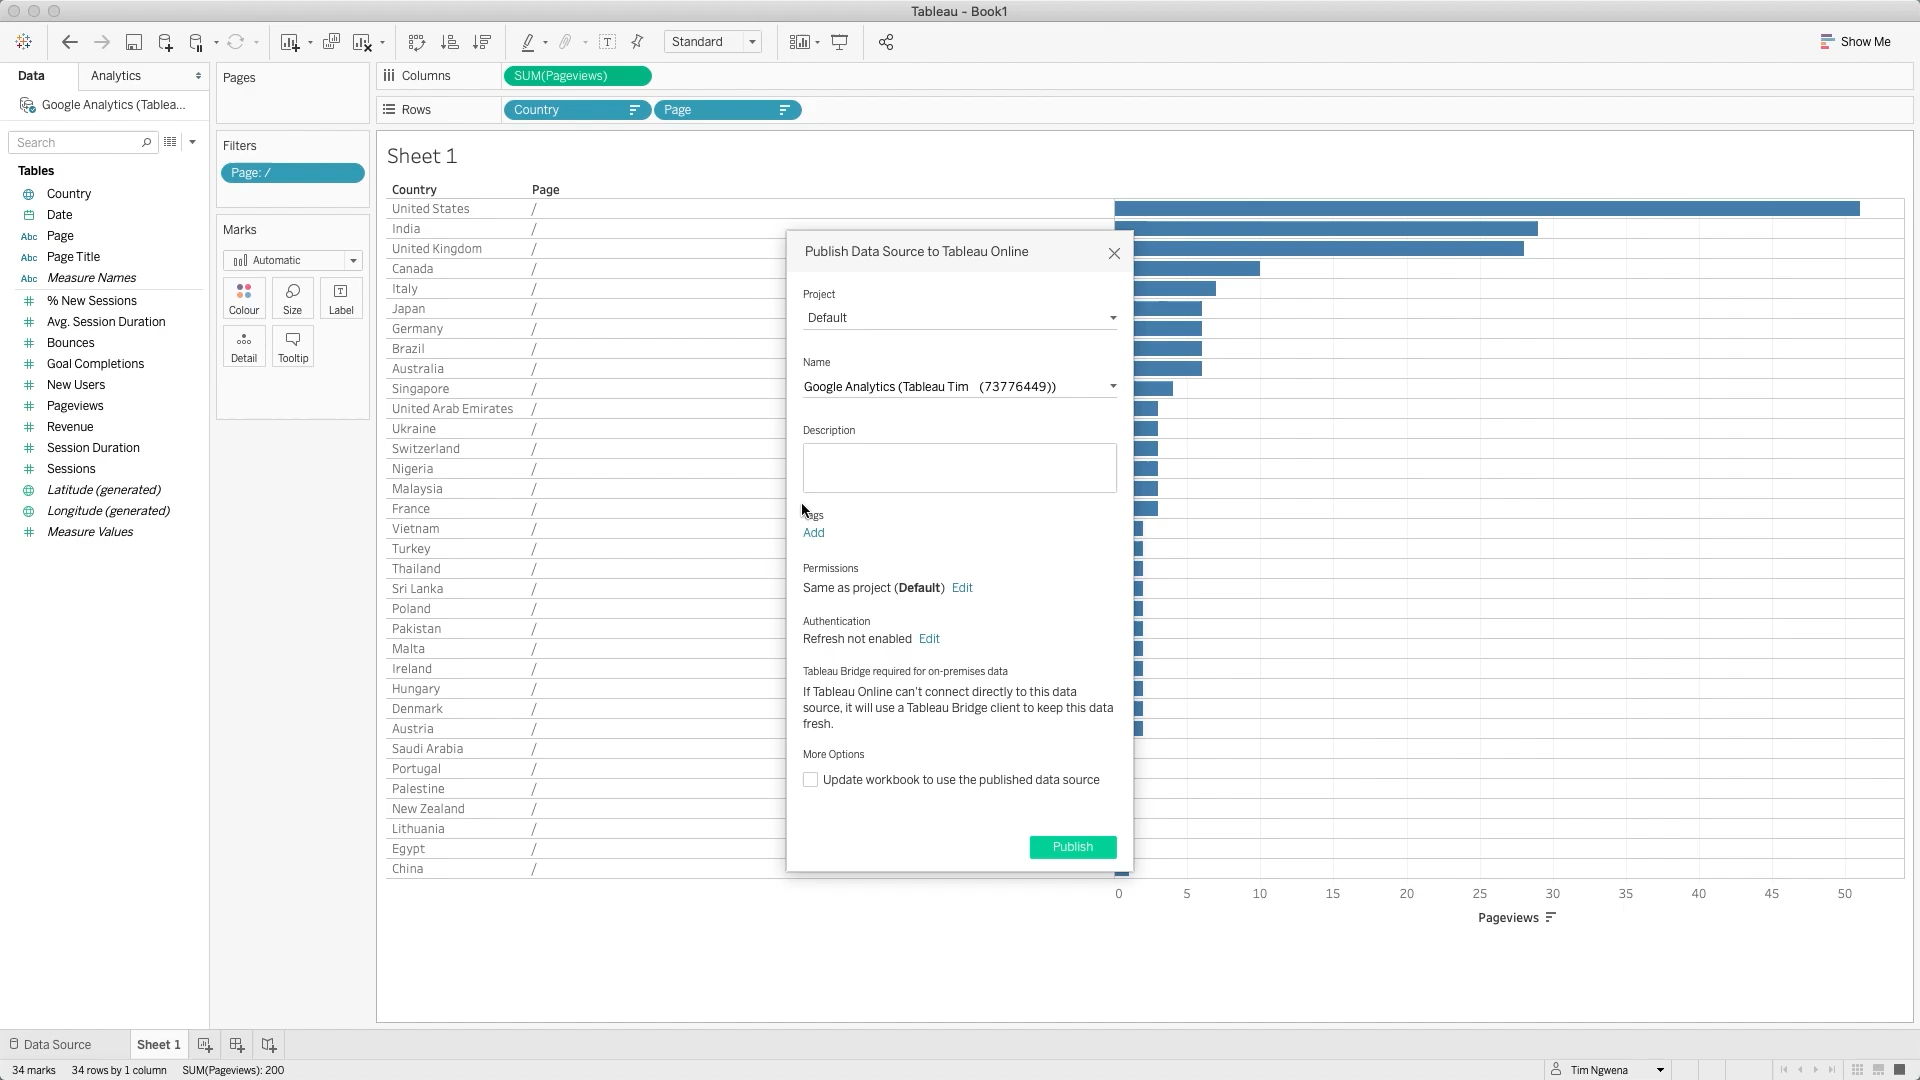 Tableau - Book1
Standard
Show Me
Data
Analytics
Google Analytics (Tablea...
Search
Tables
Country
Date
Abc Page
Abc Page Title
Abc Measure Names
% New Sessions
Avg. Session Duration
Bounces
Goal Completions
New Users
Pageviews
Revenue
Session Duration
Sessions
Latitude (generated)
Longitude (generated)
Measure Values
Pages
Filters
Page: /
Marks
Automatic
Colour
Size
Label
Detail
Tooltip
Columns
SUM(Pageviews)
Rows
Country
Page
Sheet 1
Country Page
United States /
India /
United Kingdom /
Canada /
Italy /
Japan /
Germany /
Brazil /
Australia /
Singapore /
United Arab Emirates /
Ukraine /
Switzerland /
Nigeria /
Malaysia /
France /
Vietnam /
Turkey /
Thailand /
Sri Lanka /
Poland /
Pakistan /
Malta /
Ireland /
Hungary /
Denmark /
Austria /
Saudi Arabia /
Portugal /
Palestine /
New Zealand /
Lithuania /
Egypt /
China /
0 5 10 15 20 25 30 35 40 45 50
Pageviews
Publish Data Source to Tableau Online
Project
Default
Name
Google Analytics (Tableau Tim (73776449))
Description
Add
Permissions
Same as project (Default) Edit
Authentication
Refresh not enabled Edit
Tableau Bridge required for on-premises data
If Tableau Online can't connect directly to this data
source, it will use a Tableau Bridge client to keep this data
fresh.
More Options
Update workbook to use the published data source
Publish
Data Source
Sheet 1
34 marks 34 rows by 1 column SUM(Pageviews): 200
Tim Ngwena